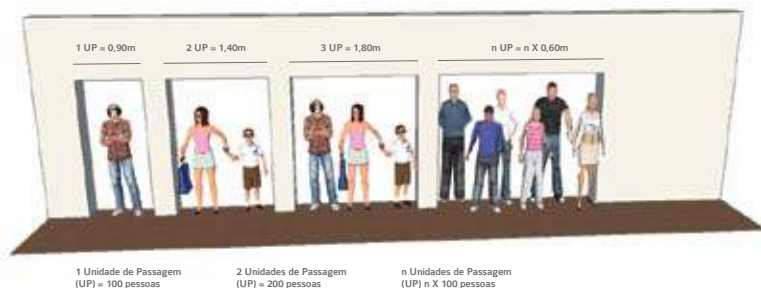 1 UP = 0,90m
2 UP = 1,40m
3 UP = 1,80m
n UP = n X 0,60m
1 Unidade de Passagem
(UP) = 100 pessoas
2 Unidades de Passagem
(UP) = 200 pessoas
n Unidades de Passagem
(UP) n X 100 pessoas